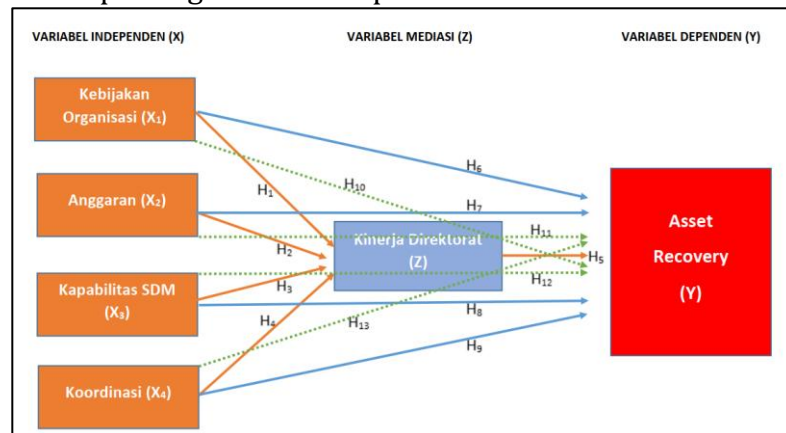 VARIABEL INDEPENDEN (X)
VARIABEL MEDIASI (Z)
VARIABEL DEPENDEN (Y)
Kebijakan
Organisasi (X₁)
H₆
H₁
H₁₀
Anggaran (X₂)
H₇
Asset
Recovery
(Y)
H₂
Kinerja Direktorat
(Z)
H₁₁
H₅
H₁₂
Kapabilitas SDM
(X₃)
H₃
H₄
H₁₃
H₈
H₉
Koordinasi (X₄)